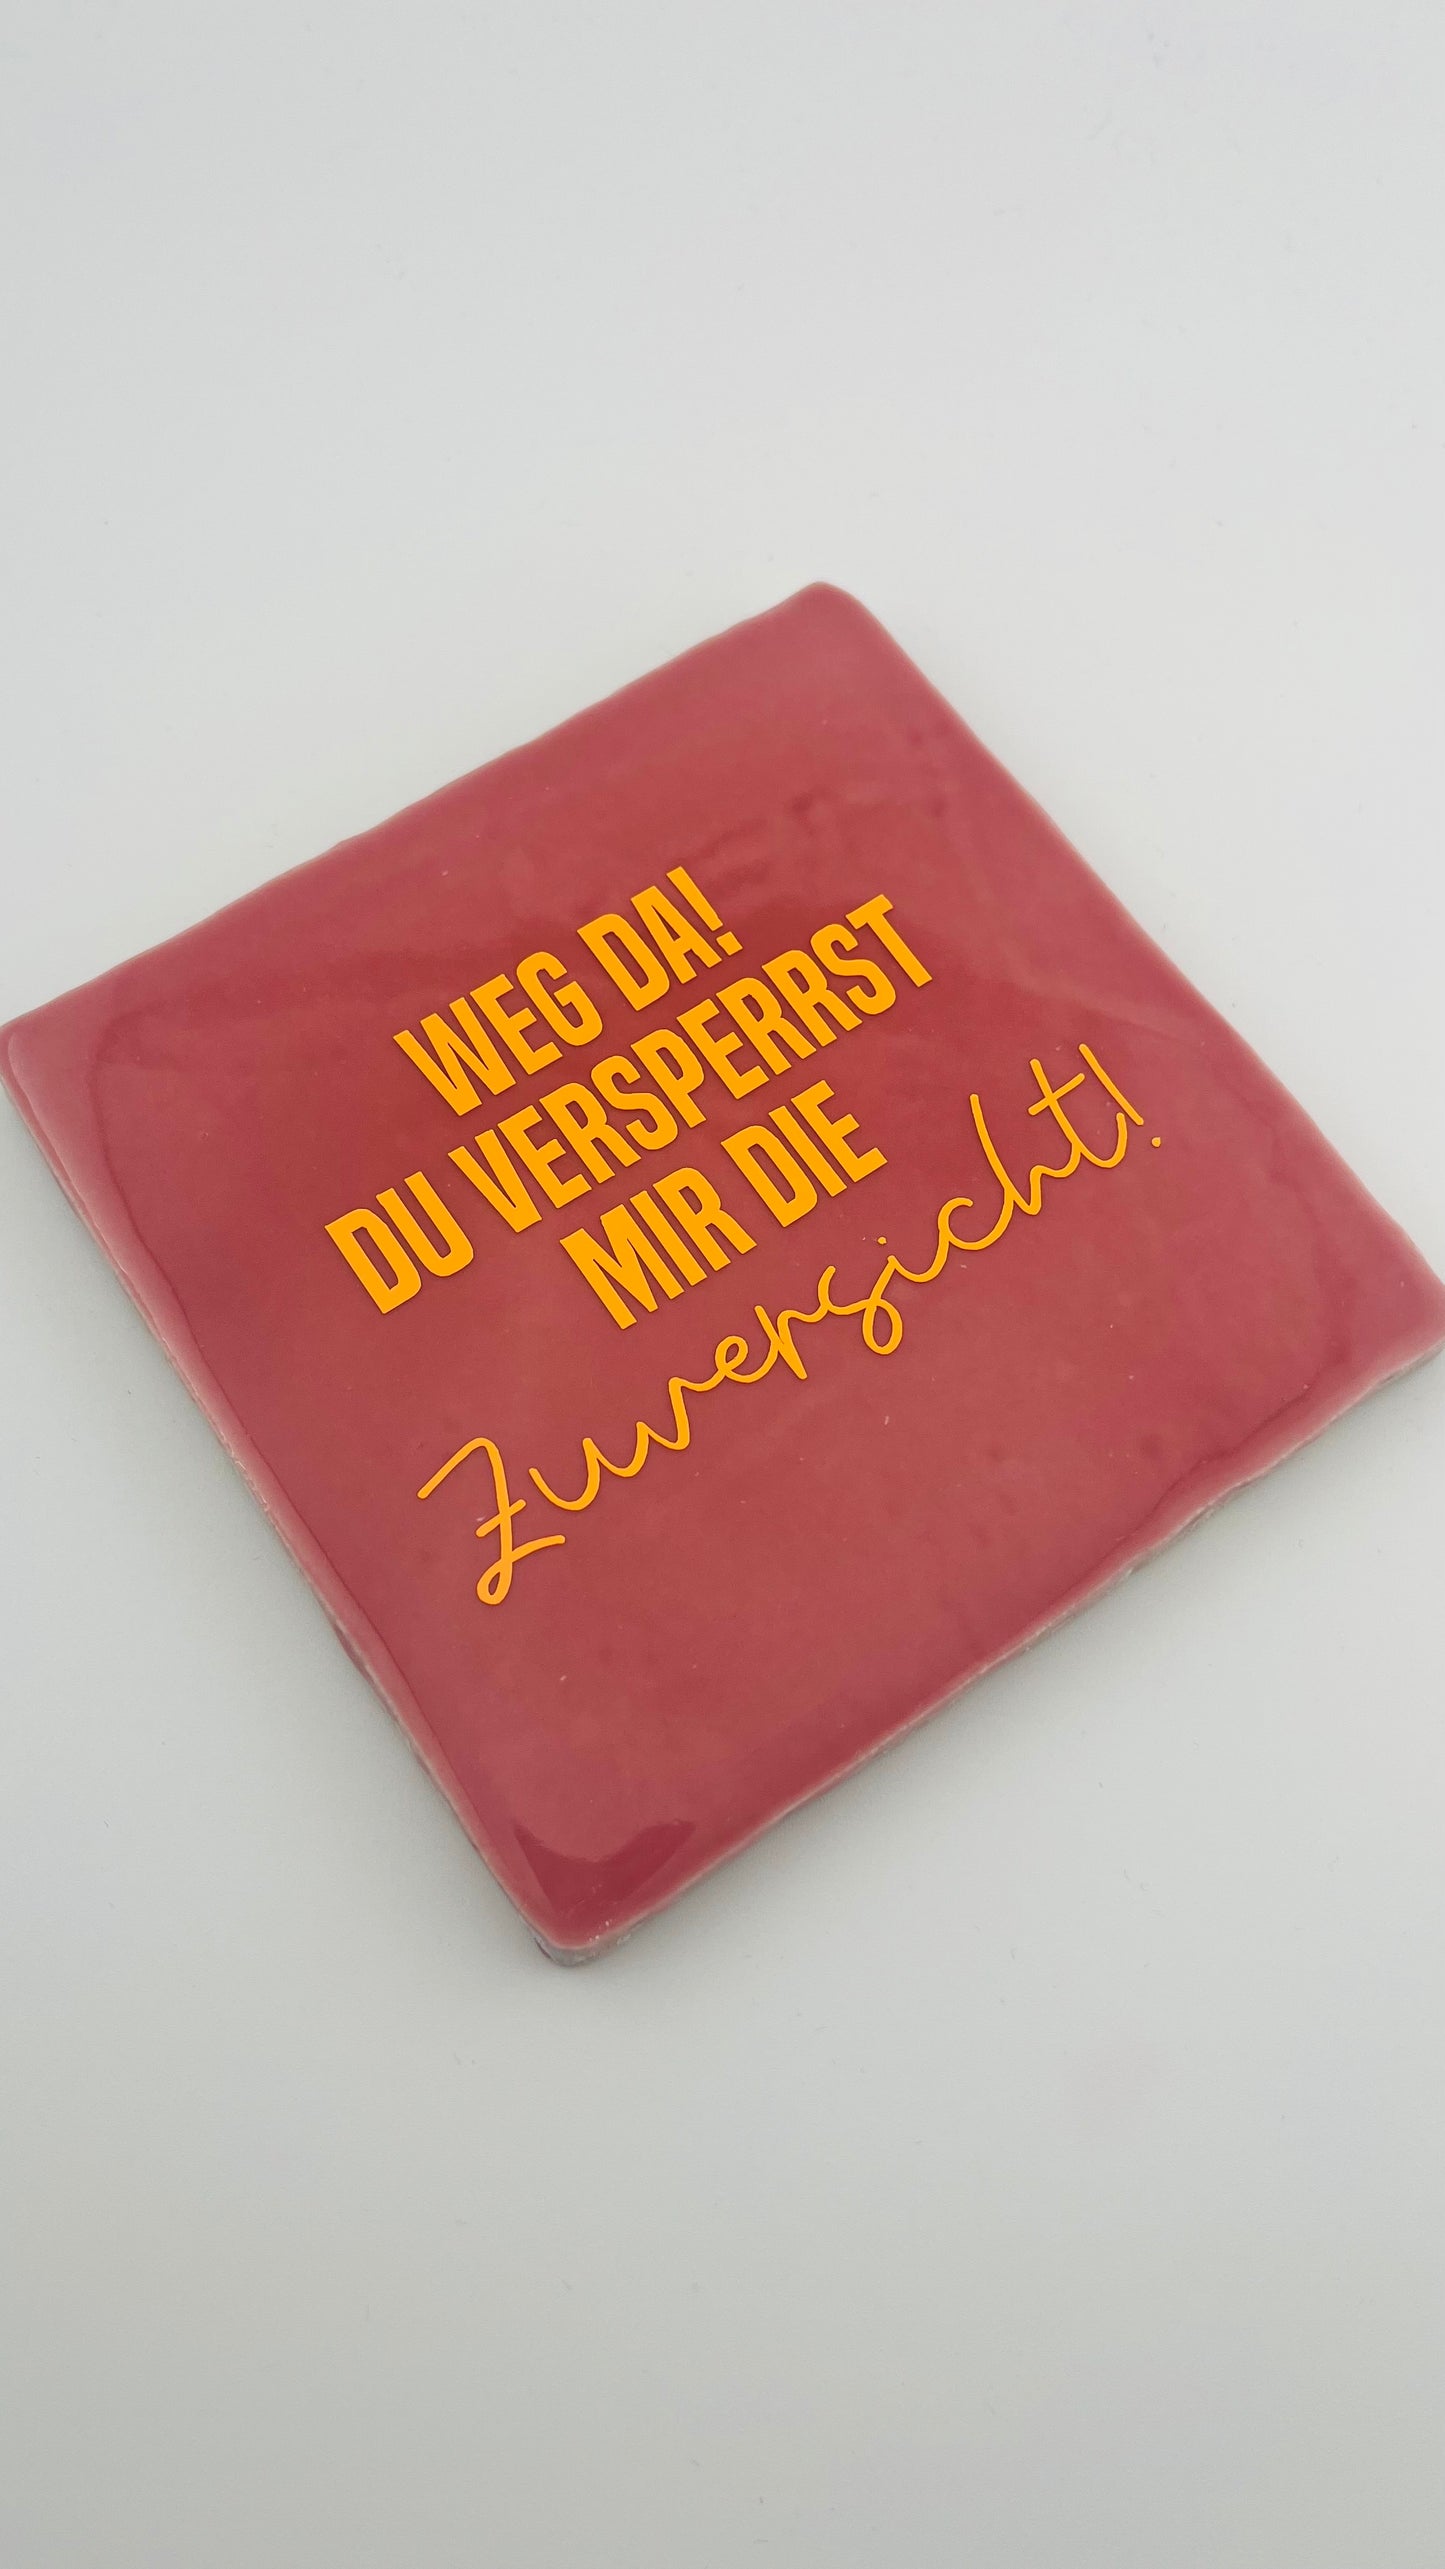 WEG DA!
DU VERSPERRST
MIR DIE
Zuversicht!